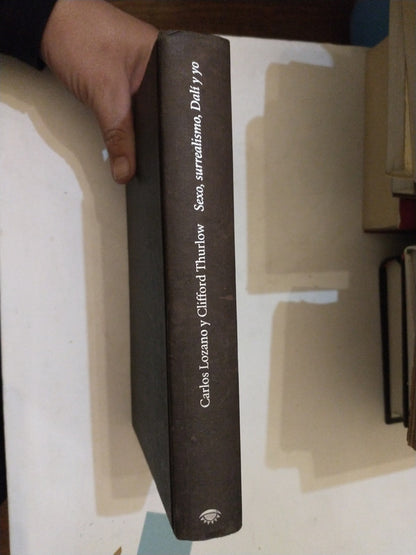 Carlos Lozano y Clifford Thurlow Sexo, surrealismo, Dalí y yo